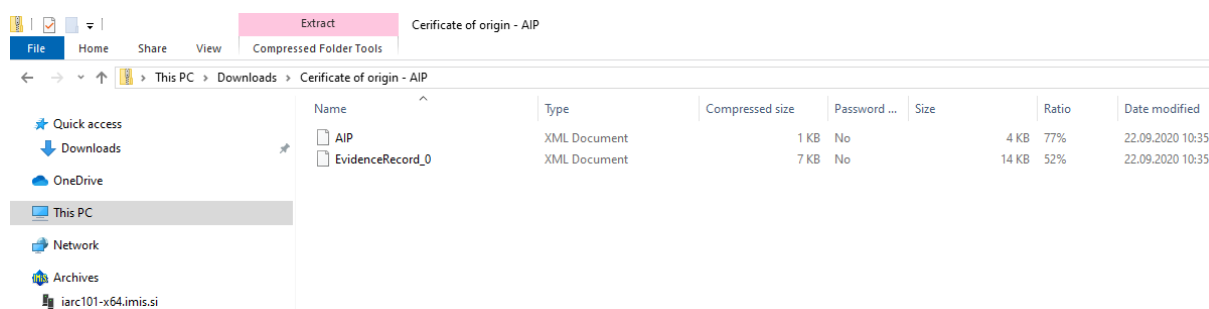 Extract Cerificate of origin - AIP
File Home Share View Compressed Folder Tools
This PC > Downloads > Cerificate of origin - AIP
Name Type Compressed size Password ... Size Ratio Date modified
Quick access
Downloads
AIP XML Document 1 KB No 4 KB 77% 22.09.2020 10:35
EvidenceRecord_0 XML Document 7 KB No 14 KB 52% 22.09.2020 10:35
OneDrive
This PC
Network
Archives
iarc101-x64.imis.si